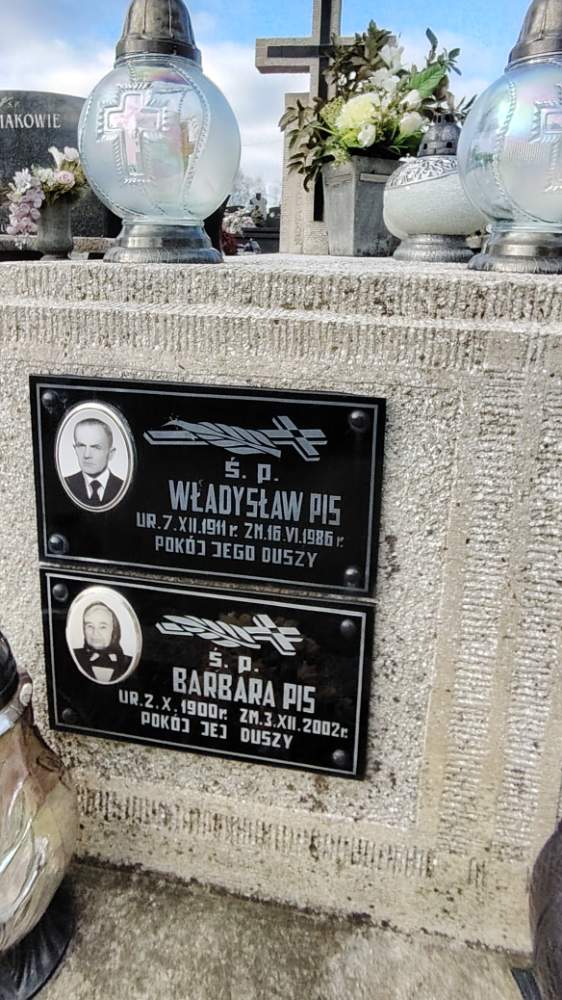 IAKOWIE
Ś. P.
WŁADYSŁAW PIS
UR. 7. XII. 1911 r. ZM. 16. VI. 1986 r.
POKÓJ JEGO DUSZY
Ś. P.
BARBARA PIS
UR. 2. X. 1900 r. ZM. 3. XII. 2002 r.
POKÓJ JEJ DUSZY